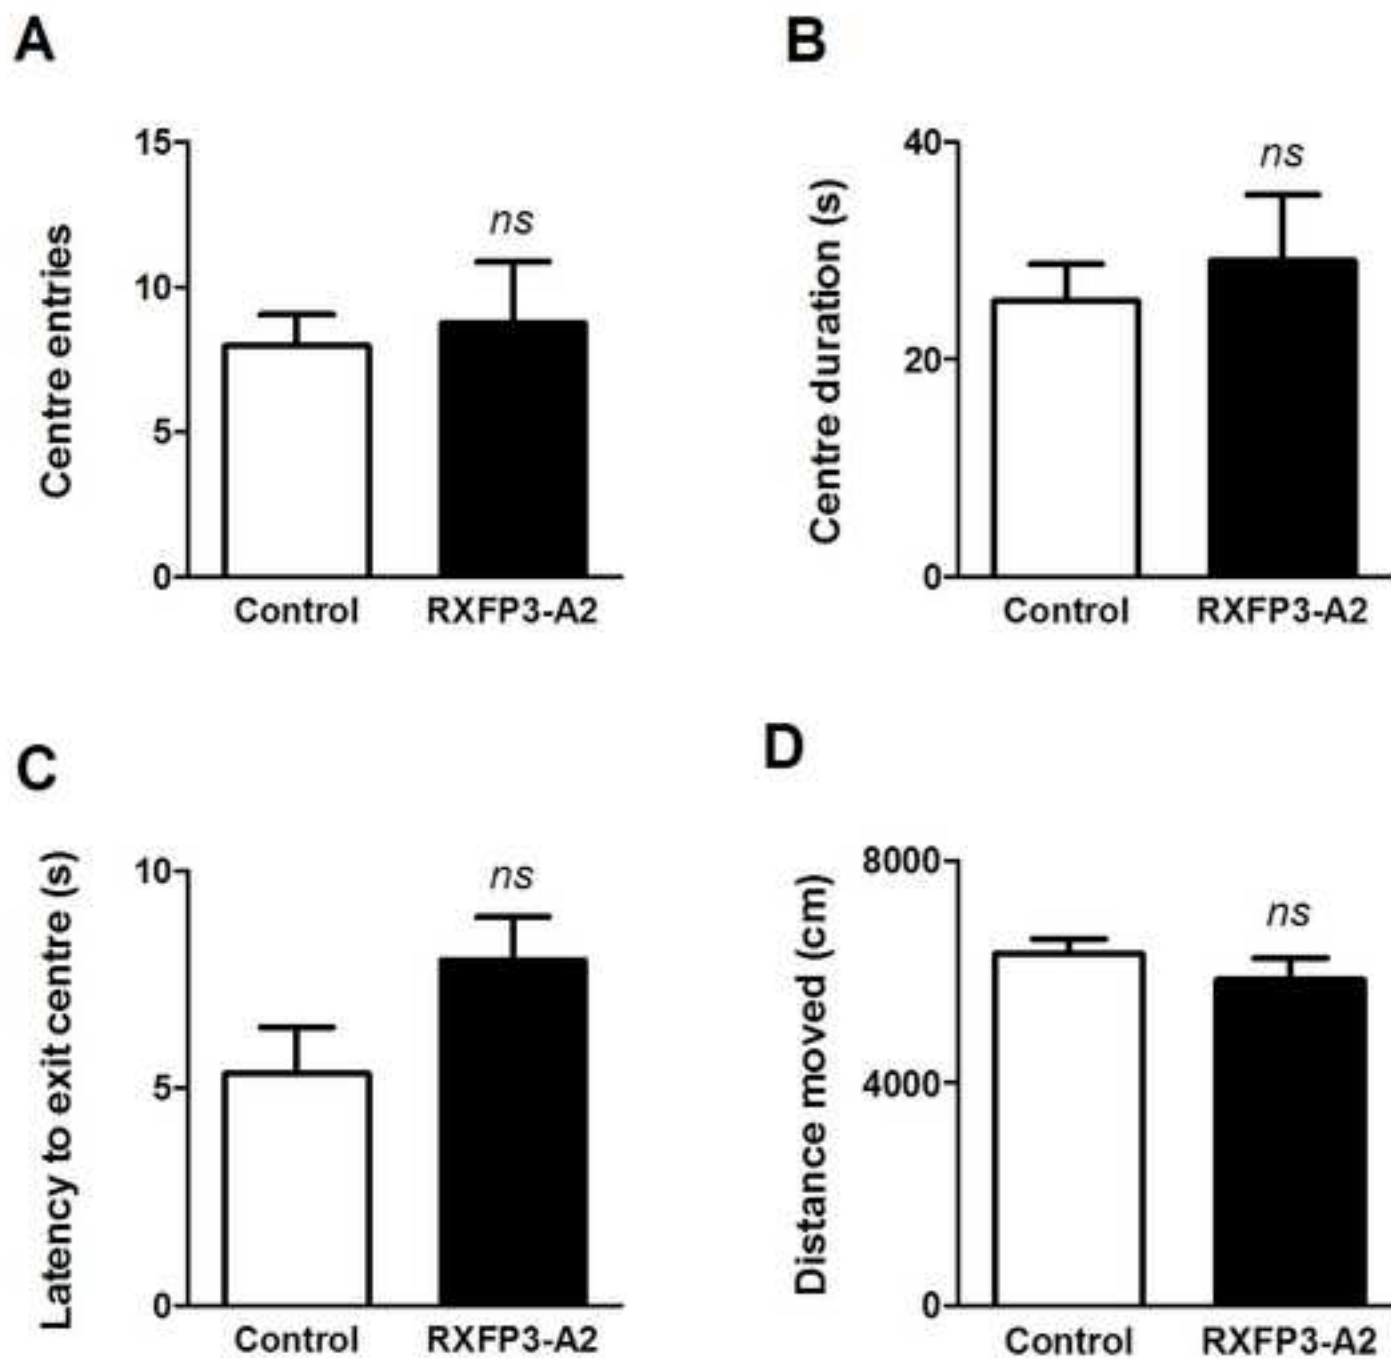 A
Centre entries
15
10
5
0
ns
Control RXFP3-A2
B
Centre duration (s)
40
20
0
ns
Control RXFP3-A2
C
Latency to exit centre (s)
10
5
0
ns
Control RXFP3-A2
D
Distance moved (cm)
8000
4000
0
ns
Control RXFP3-A2